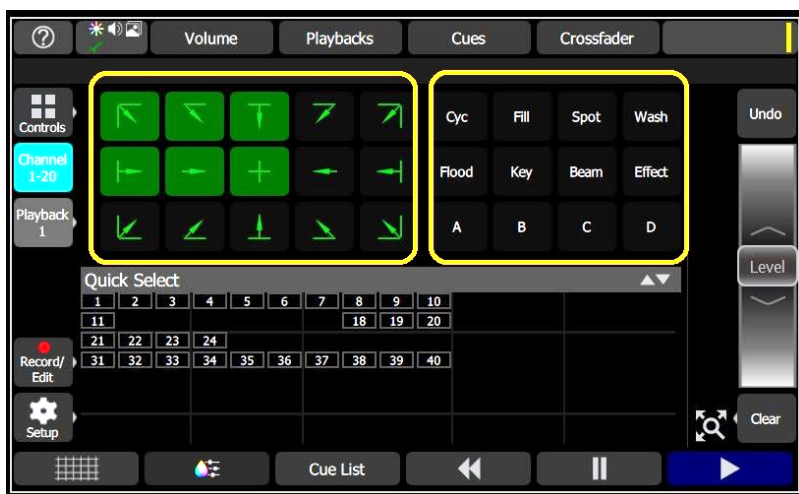 ?
Volume
Playbacks
Cues
Crossfader
Controls
Cyc Fill Spot Wash
Undo
Channel
1-20
Flood Key Beam Effect
Playback
1
A B C D
Level
Quick Select
1 2 3 4 5 6 7 8 9 10
11 18 19 20
21 22 23 24
31 32 33 34 35 36 37 38 39 40
Record/
Edit
Setup
Clear
Cue List